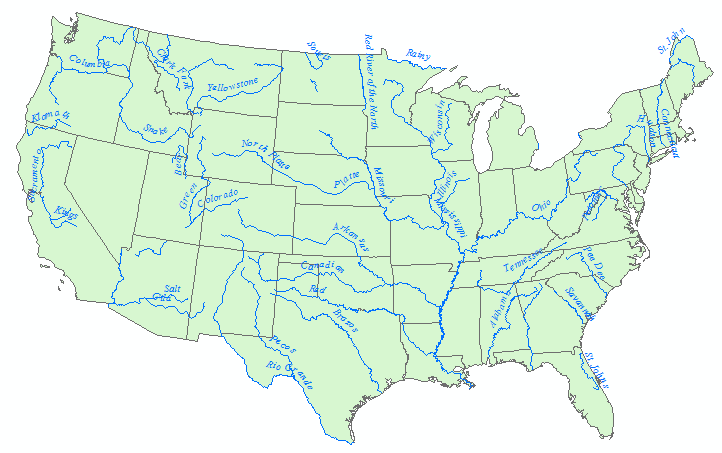 St. John
Souris
Red River of the North
Rainy
Columbia
Clark Fork
Yellowstone
Klamath
Snake
Wisconsin
Connecticut
Hudson
Sacramento
Bear
North Platte
Platte
Missouri
Illinois
Mississippi
Green
Colorado
Ohio
Kings
Arkansas
Tennessee
Pee Dee
Canadian
Salt
Gila
Red
Brazos
Alabama
Savannah
Pecos
Rio Grande
St. Johns